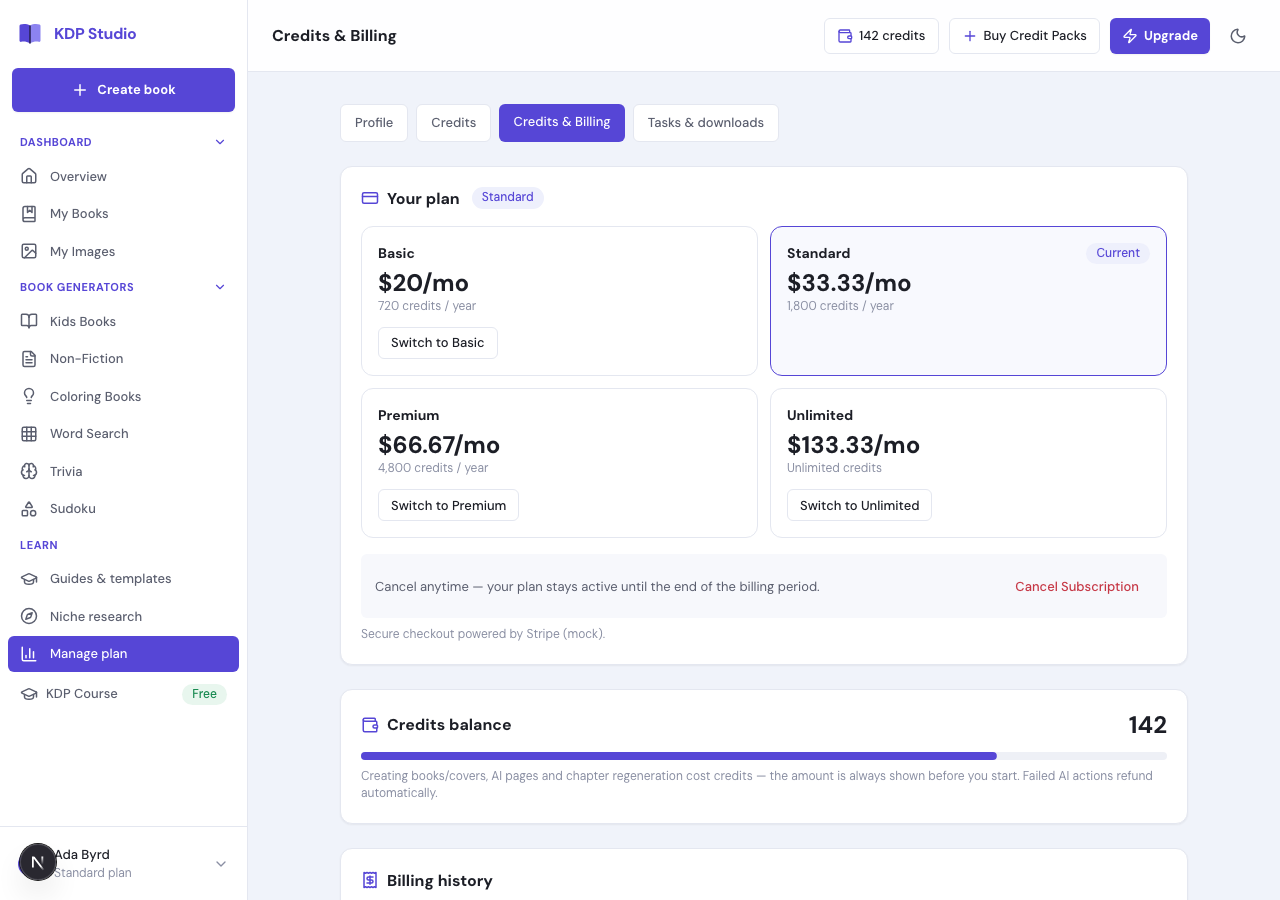 KDP Studio
Create book
DASHBOARD
Overview
My Books
My Images
BOOK GENERATORS
Kids Books
Non-Fiction
Coloring Books
Word Search
Trivia
Sudoku
LEARN
Guides & templates
Niche research
Manage plan
KDP Course Free
N Ada Byrd
Standard plan
Credits & Billing
142 credits
Buy Credit Packs
Upgrade
Profile
Credits
Credits & Billing
Tasks & downloads
Your plan Standard
Basic
$20/mo
720 credits / year
Switch to Basic
Standard Current
$33.33/mo
1,800 credits / year
Premium
$66.67/mo
4,800 credits / year
Switch to Premium
Unlimited
$133.33/mo
Unlimited credits
Switch to Unlimited
Cancel anytime — your plan stays active until the end of the billing period. Cancel Subscription
Secure checkout powered by Stripe (mock).
Credits balance 142
Creating books/covers, AI pages and chapter regeneration cost credits — the amount is always shown before you start. Failed AI actions refund
automatically.
Billing history